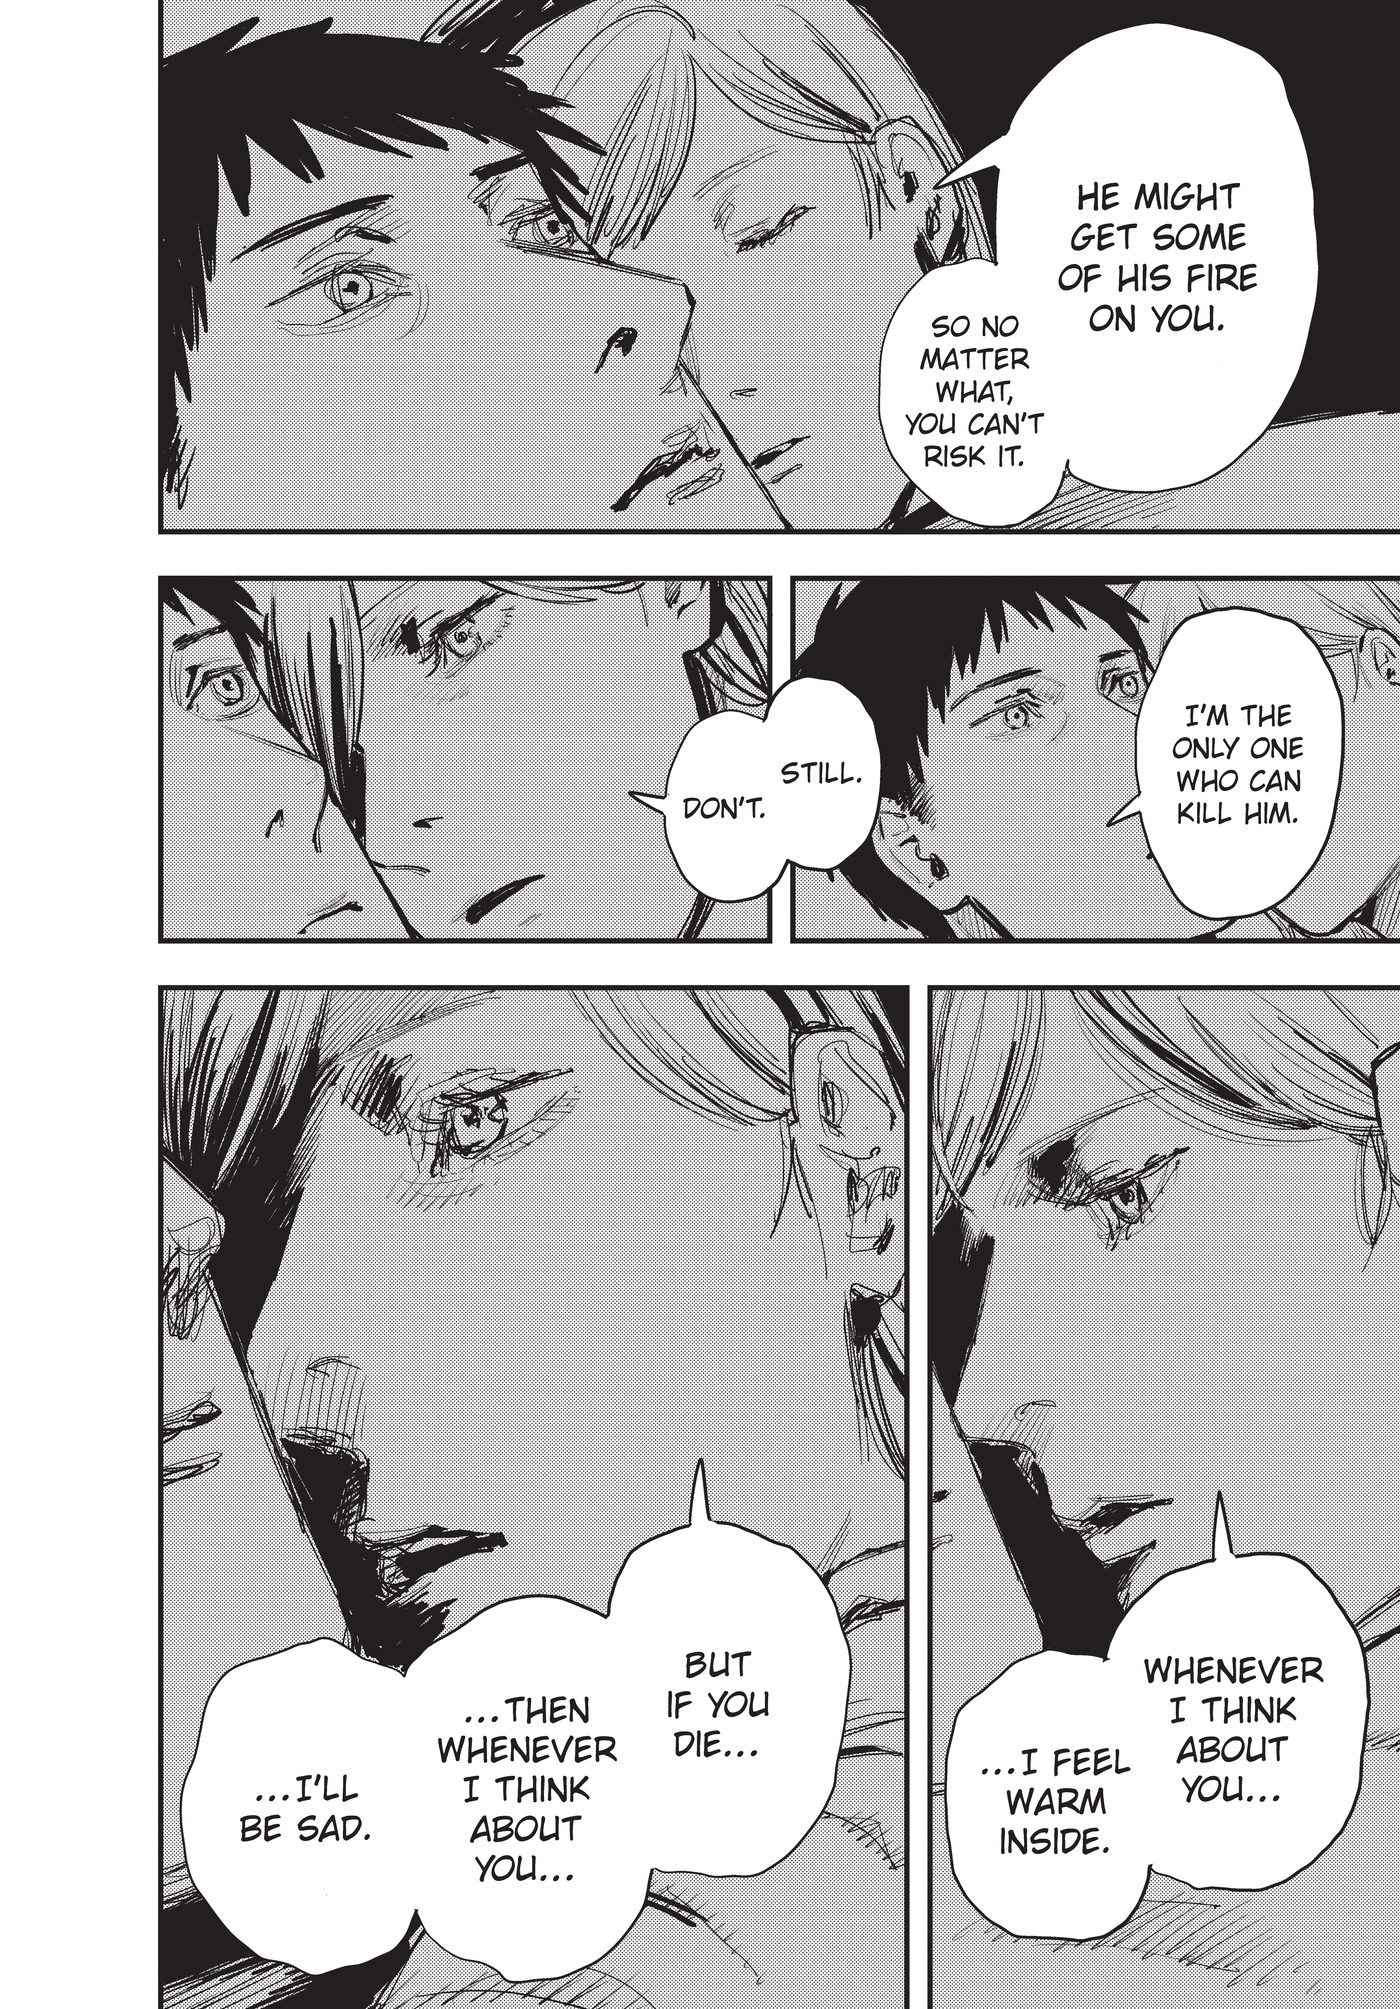 HE MIGHT
GET SOME
OF HIS FIRE
ON YOU.
SO NO
MATTER
WHAT,
YOU CAN'T
RISK IT.
I'M THE
ONLY ONE
WHO CAN
KILL HIM.
STILL.
DON'T.
WHENEVER
I THINK
ABOUT
YOU...
...I FEEL
WARM
INSIDE.
BUT
IF YOU
DIE...
...THEN
WHENEVER
I THINK
ABOUT
YOU...
...I'LL
BE SAD.